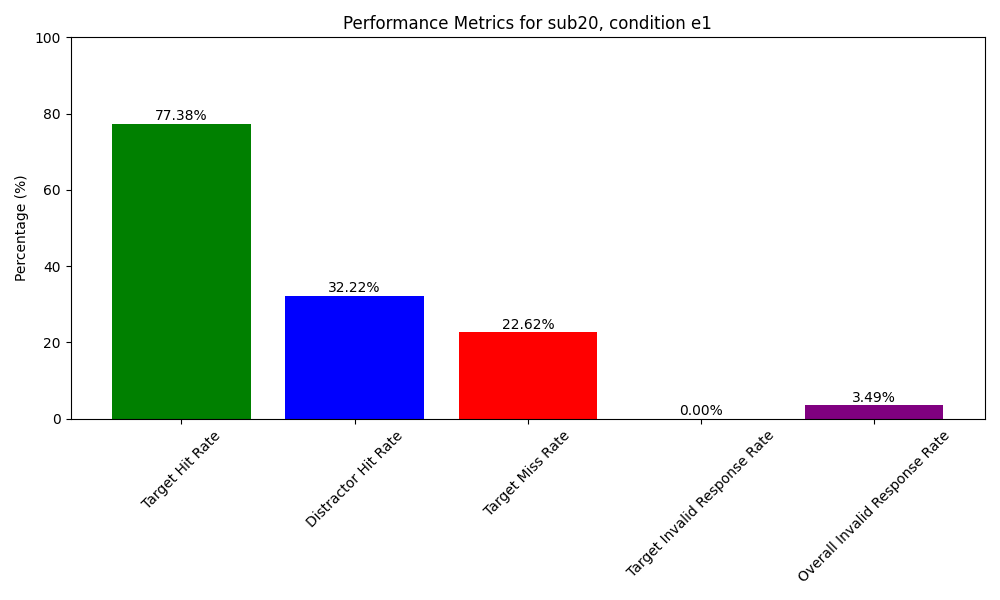 Performance Metrics for sub20, condition e1
Percentage (%)
100
80
60
40
20
0
77.38%
32.22%
22.62%
0.00%
3.49%
Target Hit Rate
Distractor Hit Rate
Target Miss Rate
Target Invalid Response Rate
Overall Invalid Response Rate